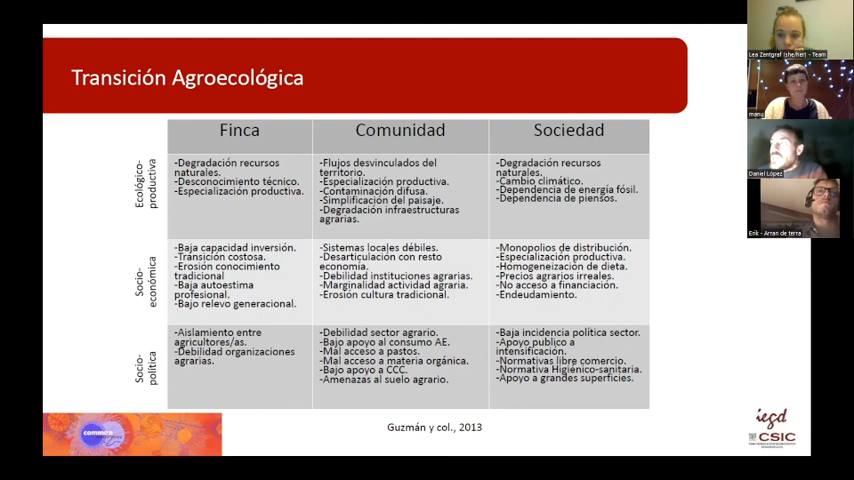 Transición Agroecológica
Finca
Comunidad
Sociedad
Ecológico-
productiva
-Degradación recursos
naturales.
-Desconocimiento técnico.
-Especialización productiva.
-Flujos desvinculados del
territorio.
-Especialización productiva.
-Contaminación difusa.
-Simplificación del paisaje.
-Degradación infraestructuras
agrarias.
-Degradación recursos
naturales.
-Cambio climático.
-Dependencia de energía fósil.
-Dependencia de piensos.
Socio-
económica
-Baja capacidad inversión.
-Transición costosa.
-Erosión conocimiento
tradicional
-Baja autoestima
profesional.
-Bajo relevo generacional.
-Sistemas locales débiles.
-Desarticulación con resto
economía.
-Debilidad instituciones agrarias.
-Marginalidad actividad agraria.
-Erosión cultura tradicional.
-Monopolios de distribución.
-Especialización productiva.
-Homogeneización de dieta.
-Precios agrarios irreales.
-No acceso a financiación.
-Endeudamiento.
Socio-
política
-Aislamiento entre
agricultores/as.
-Debilidad organizaciones
agrarias.
-Debilidad sector agrario.
-Bajo apoyo al consumo AE.
-Mal acceso a pastos.
-Mal acceso a materia orgánica.
-Bajo apoyo a CCC.
-Amenazas al suelo agrario.
-Baja incidencia política sector.
-Apoyo publico a
intensificación.
-Normativas libre comercio.
-Normativa Higienico-sanitaria.
-Apoyo a grandes superficies.
Guzmán y col., 2013
iegd
CSIC
Lea Zentgraf (she/her) - Team
manu
Daniel López
Erik - Arran de terra